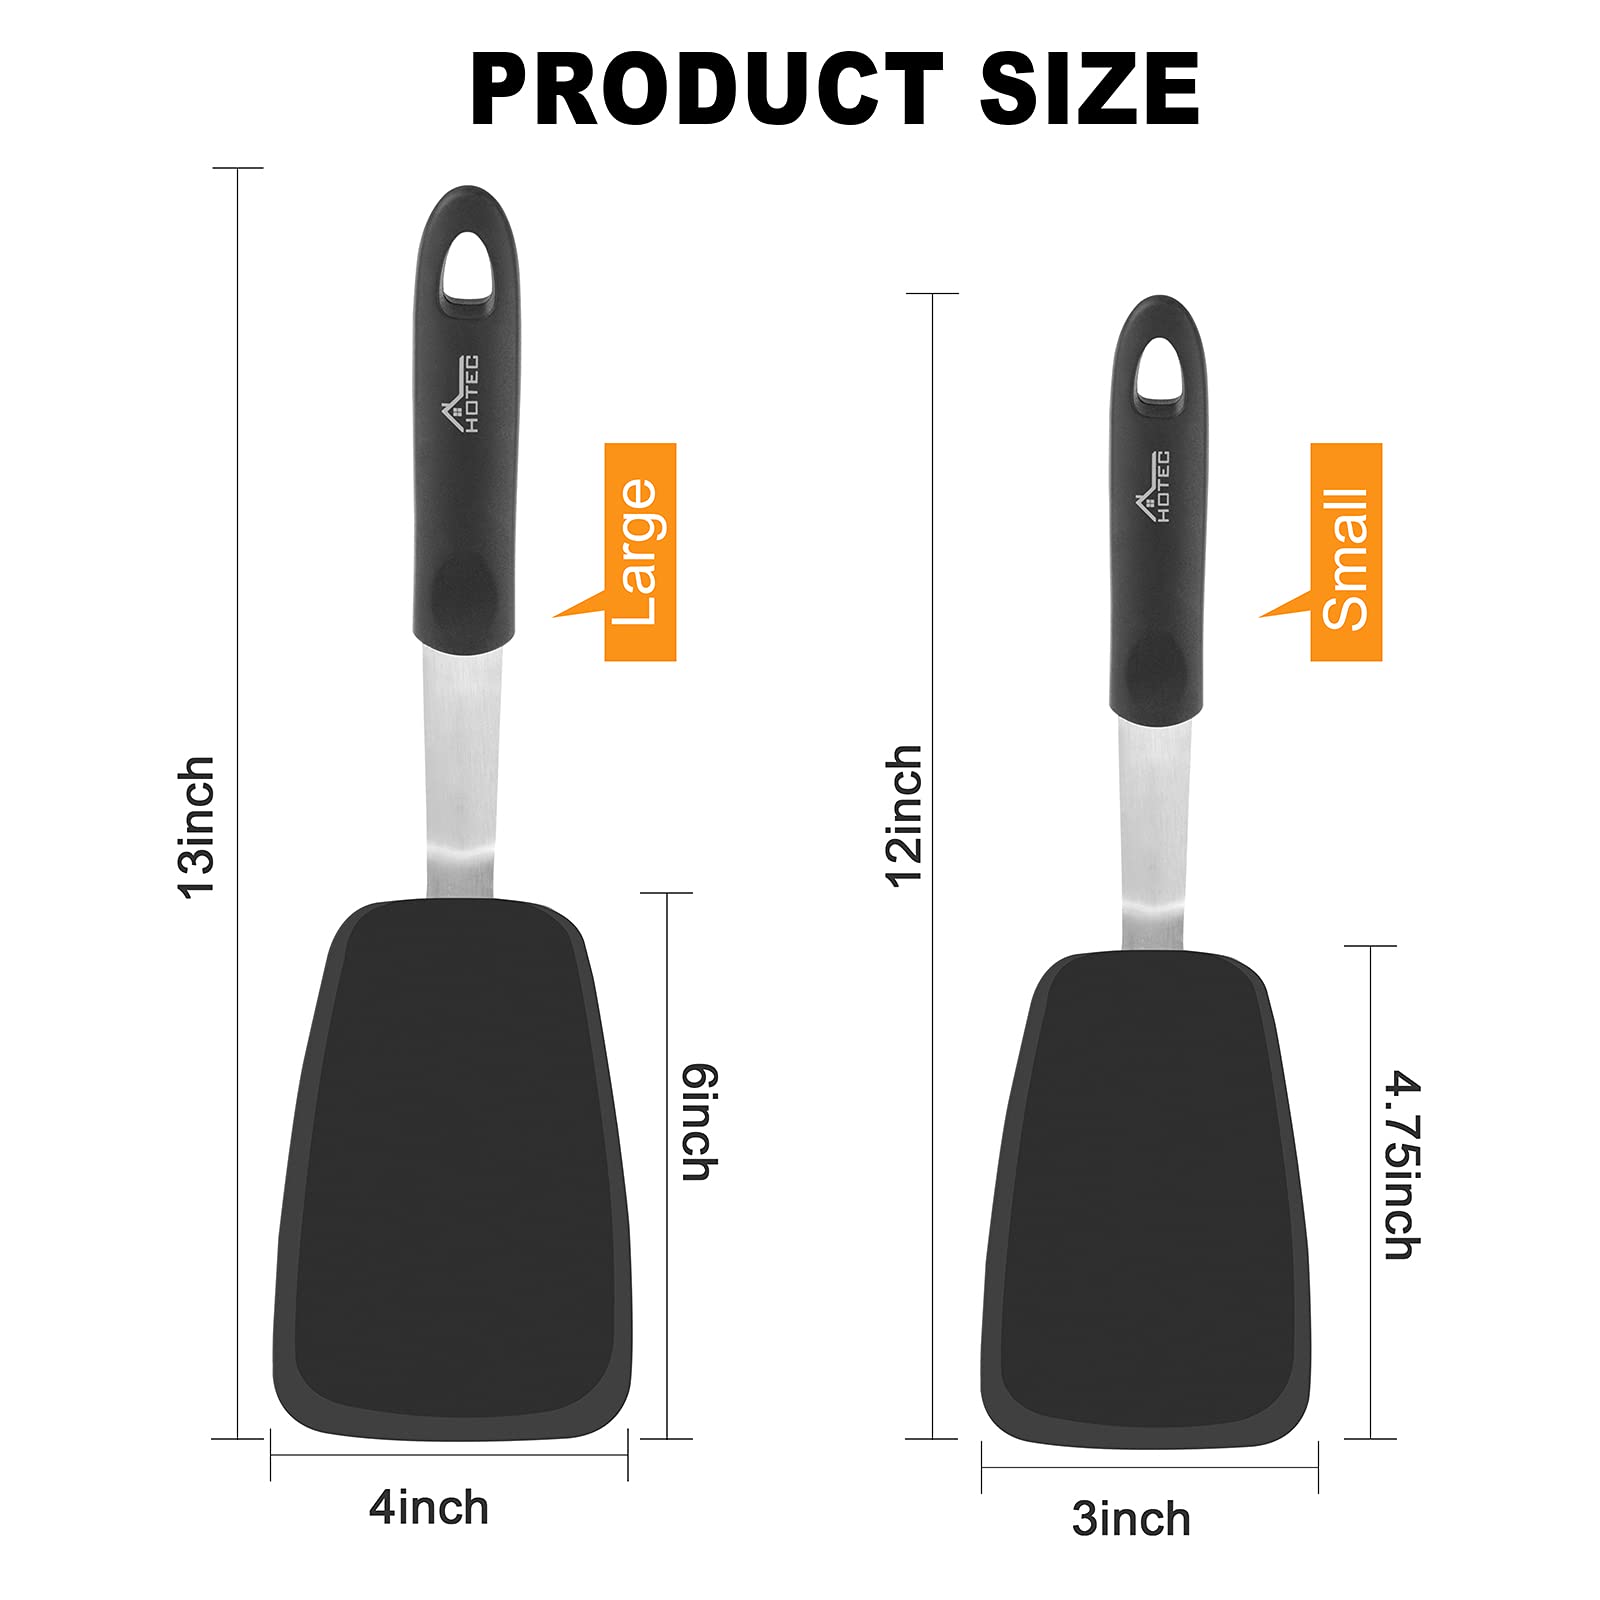 PRODUCT SIZE
HOTEC
Large
13inch
6inch
4inch
HOTEC
Small
12inch
4.75inch
3inch